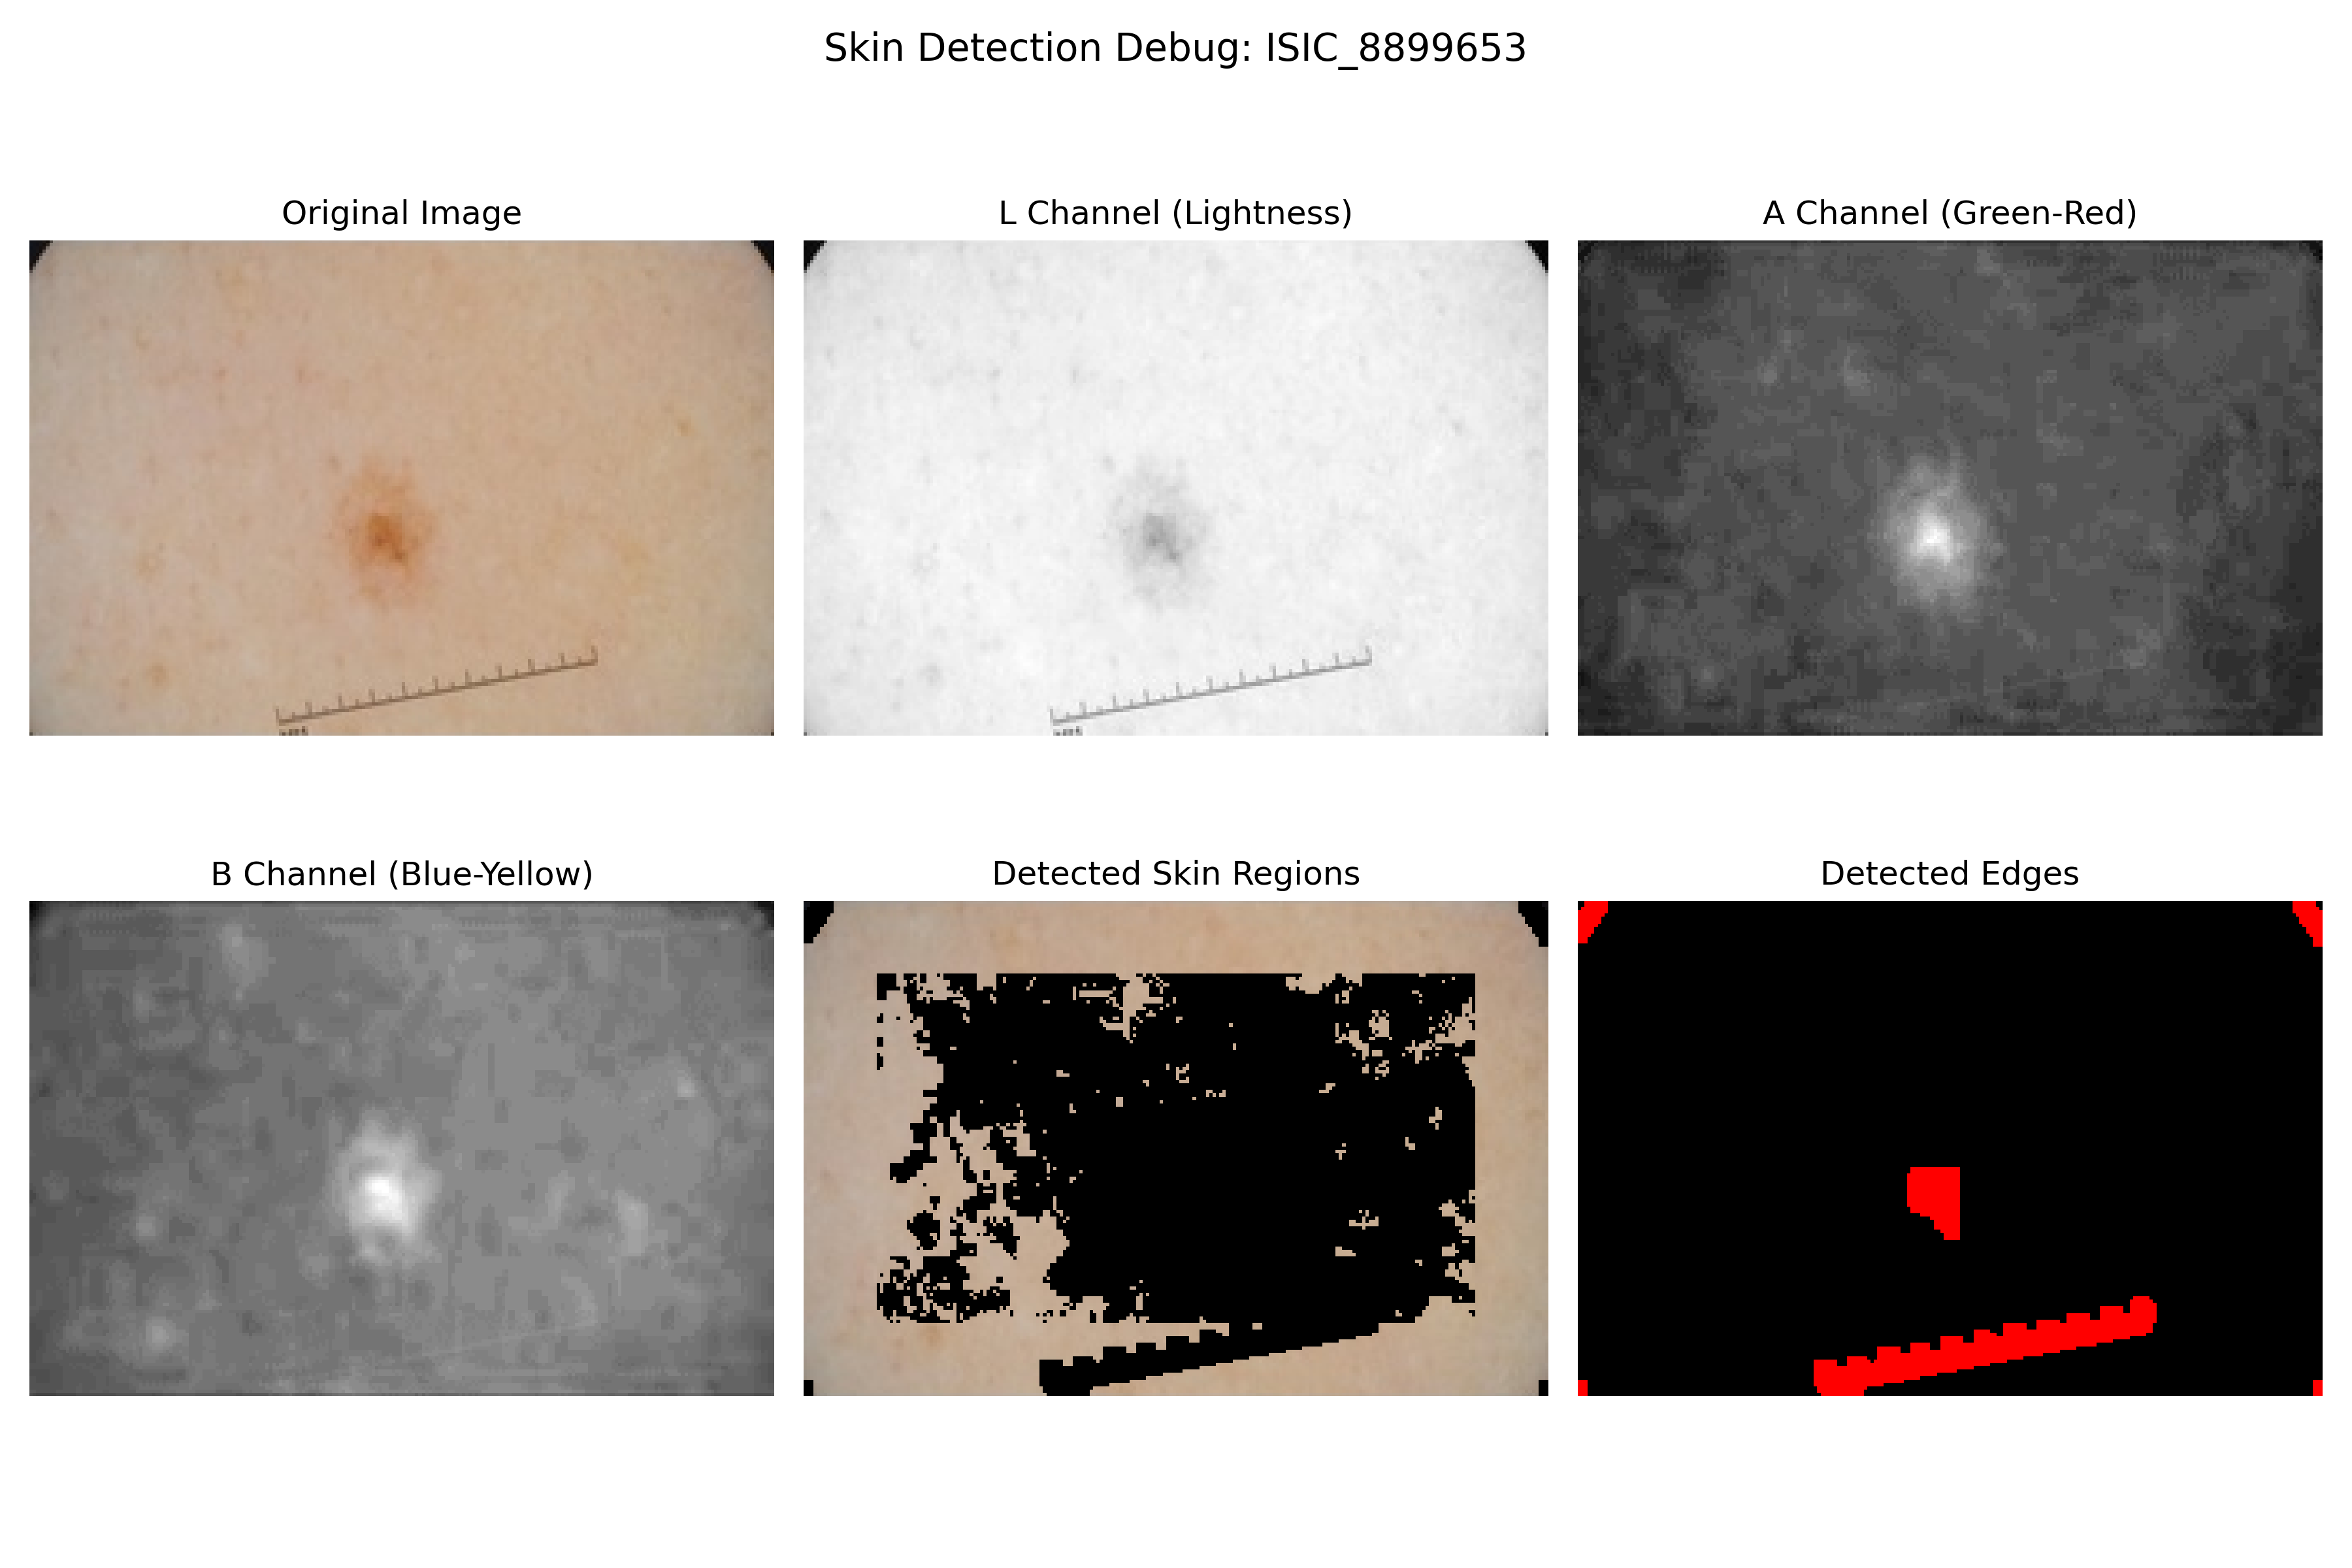 Skin Detection Debug: ISIC_8899653
Original Image
L Channel (Lightness)
A Channel (Green-Red)
B Channel (Blue-Yellow)
Detected Skin Regions
Detected Edges